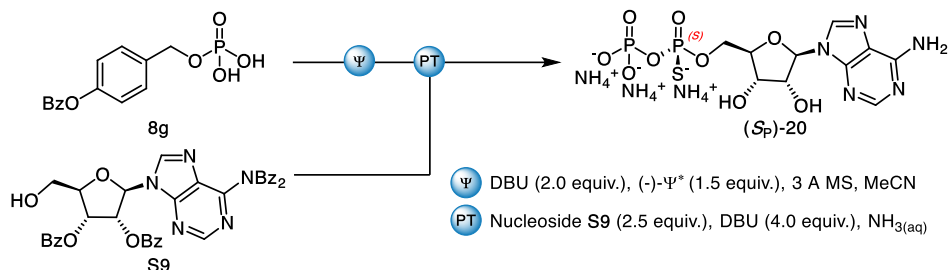 O
O P OH
OH
BzO
8g
Ψ PT
O O (S)
-O P O P O O N N NH2
O- S- N N
NH4+ NH4+ NH4+ HO OH
(SP)-20
HO O N N NBz2
N N
BzO OBz
S9
Ψ DBU (2.0 equiv.), (-)-Ψ* (1.5 equiv.), 3 A MS, MeCN
PT Nucleoside S9 (2.5 equiv.), DBU (4.0 equiv.), NH3(aq)